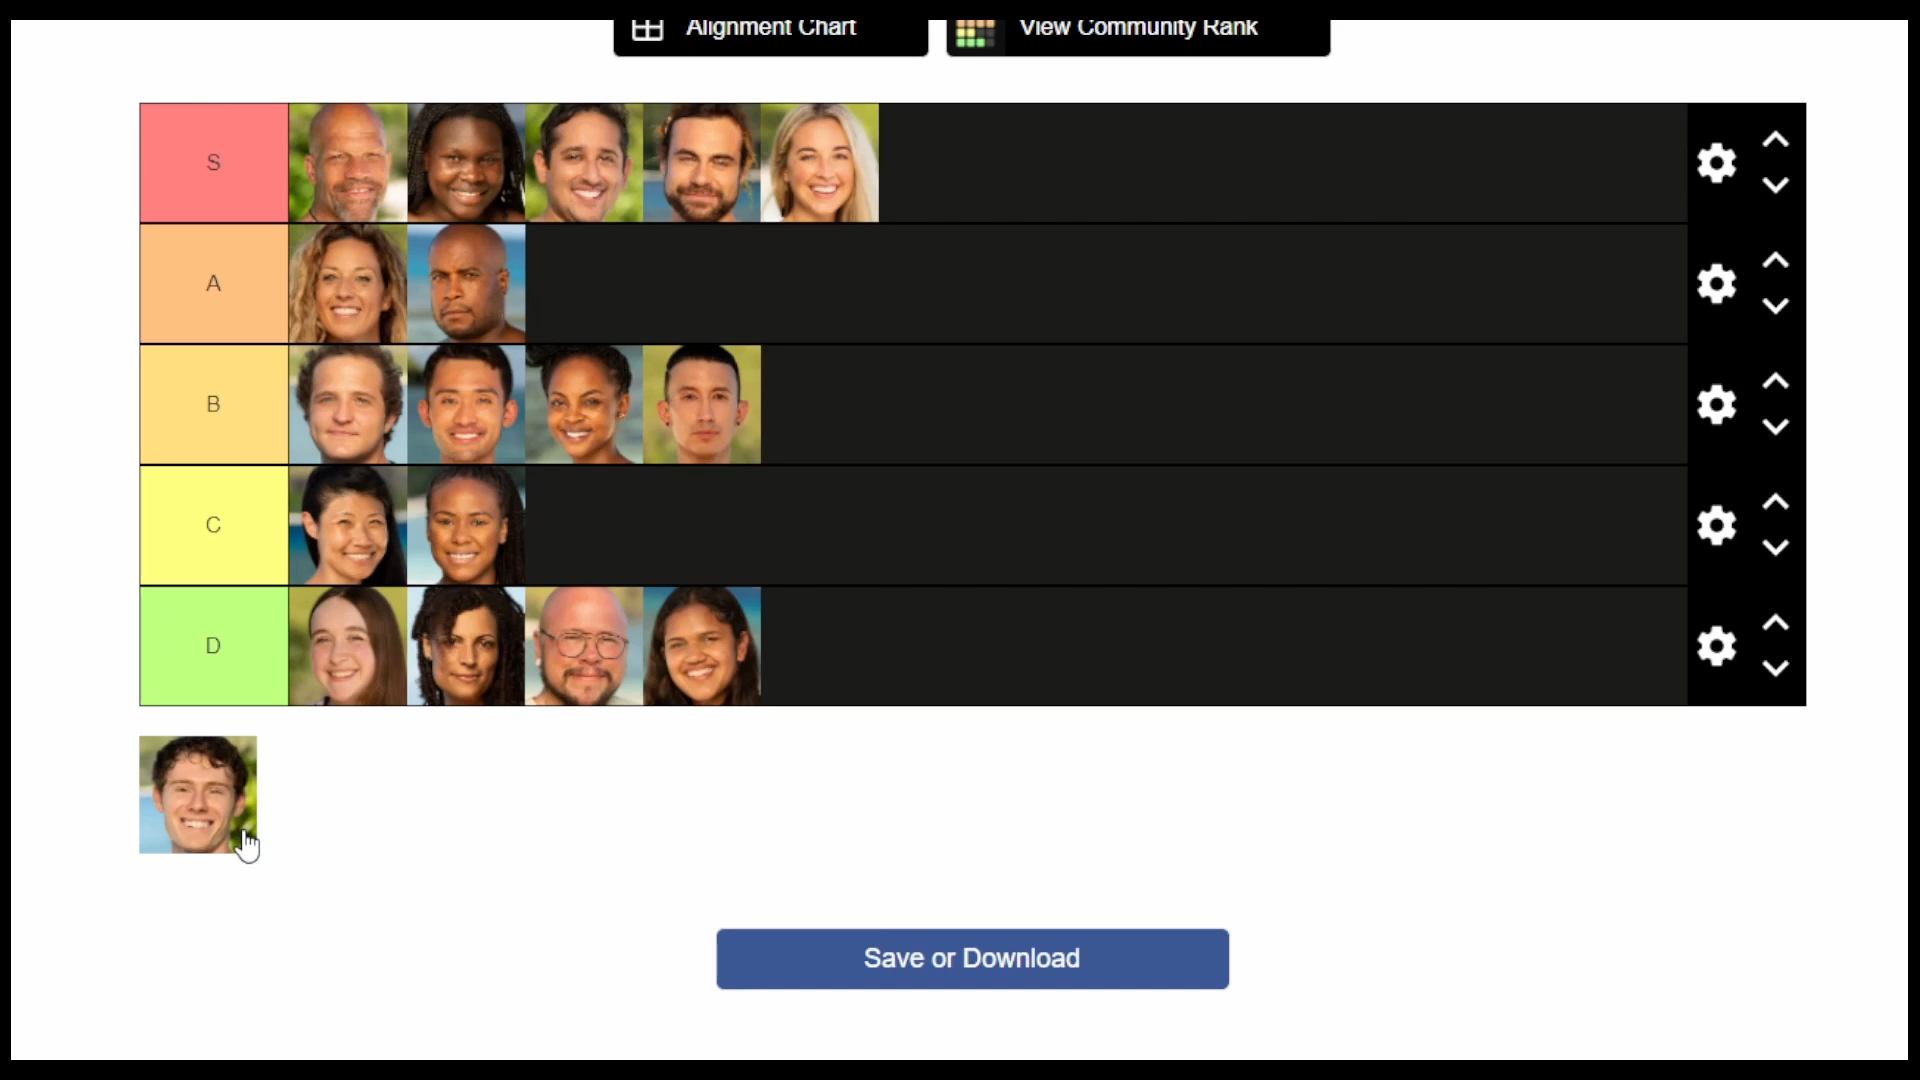 Alignment Chart
View Community Rank
S
A
B
C
D
Save or Download